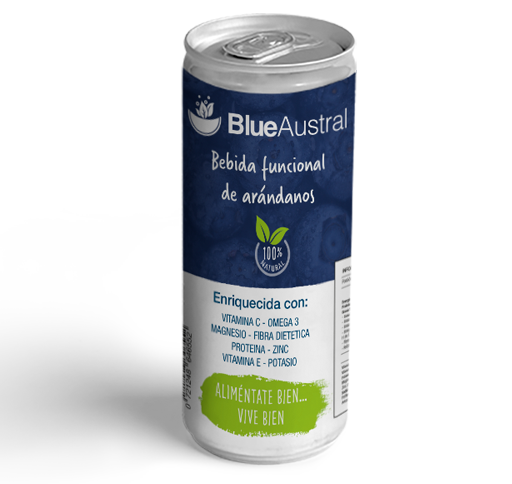 BlueAustral
Bebida funcional
de arándanos
100%
NATURAL
Enriquecida con:
VITAMINA C - OMEGA 3
MAGNESIO - FIBRA DIETETICA
PROTEINA - ZINC
VITAMINA E - POTASIO
ALIMÉNTATE BIEN...
VIVE BIEN